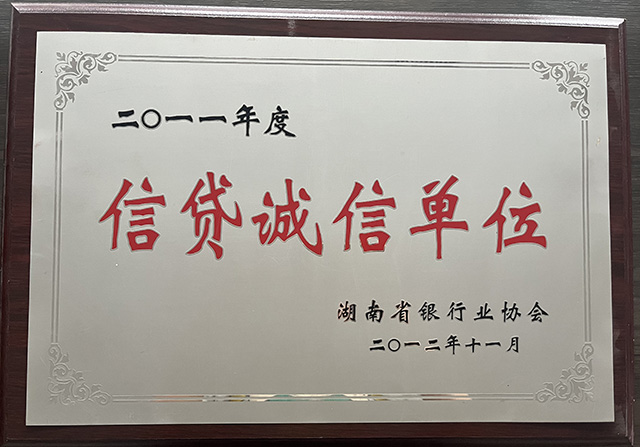 二〇一一年度
信贷诚信单位
湖南省银行业协会
二〇一二年十一月